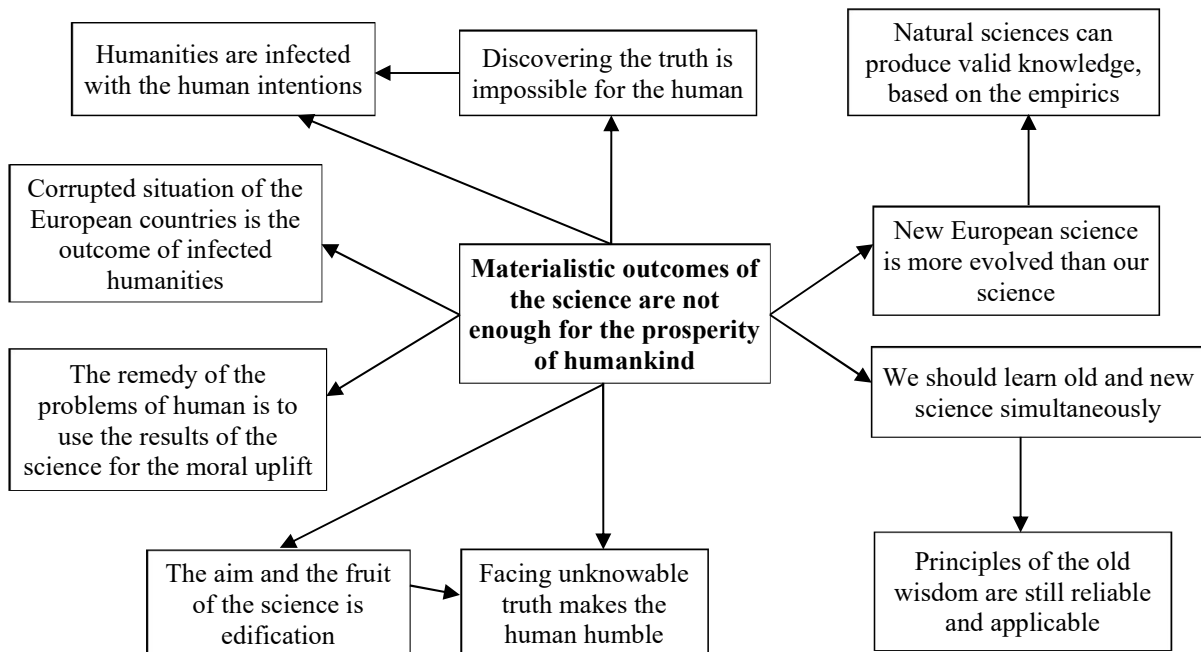 Humanities are infected
with the human intentions
Discovering the truth is
impossible for the human
Natural sciences can
produce valid knowledge,
based on the empirics
Corrupted situation of the
European countries is the
outcome of infected
humanities
Materialistic outcomes of
the science are not
enough for the prosperity
of humankind
New European science
is more evolved than our
science
The remedy of the
problems of human is to
use the results of the
science for the moral uplift
We should learn old and new
science simultaneously
The aim and the fruit
of the science is
edification
Facing unknowable
truth makes the
human humble
Principles of the old
wisdom are still reliable
and applicable